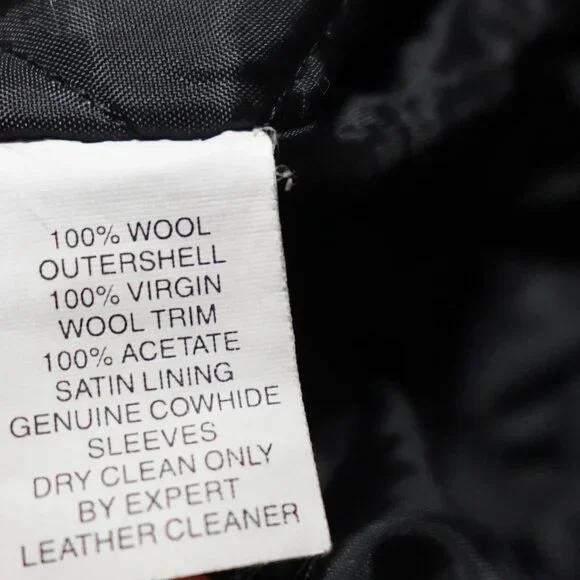 100% WOOL
OUTERSHELL
100% VIRGIN
WOOL TRIM
100% ACETATE
SATIN LINING
GENUINE COWHIDE
SLEEVES
DRY CLEAN ONLY
BY EXPERT
LEATHER CLEANER